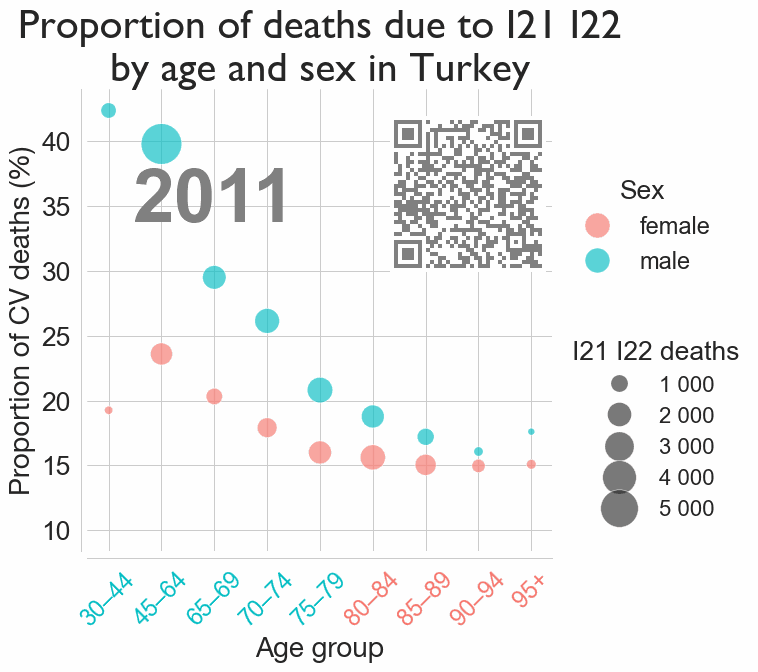 Proportion of deaths due to I21 I22
by age and sex in Turkey
Proportion of CV deaths (%)
40
35
30
25
20
15
10
2011
Sex
female
male
I21 I22 deaths
1 000
2 000
3 000
4 000
5 000
30–44
45–64
65–69
70–74
75–79
80–84
85–89
90–94
95+
Age group